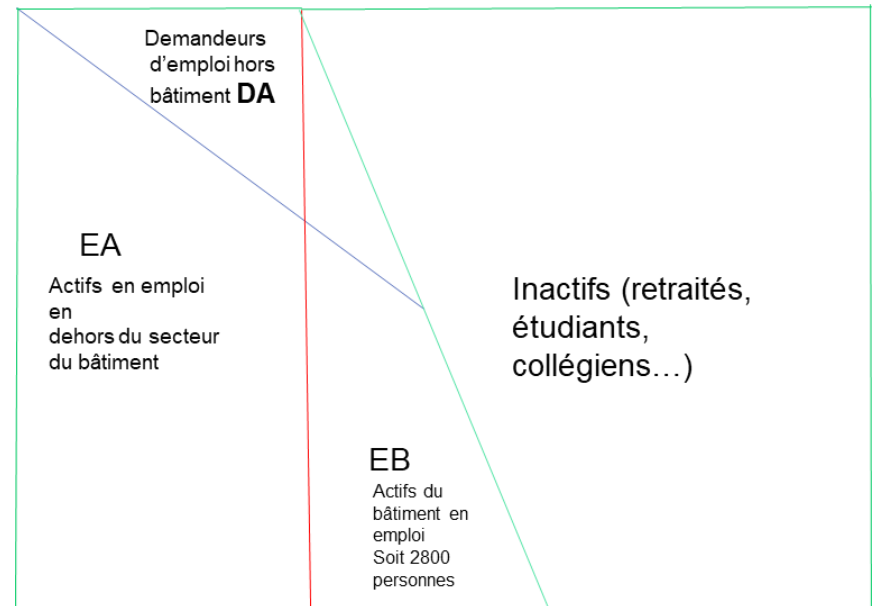 Demandeurs
d'emploi hors
bâtiment DA
EA
Actifs en emploi
en
dehors du secteur
du bâtiment
Inactifs (retraités,
étudiants,
collégiens…)
EB
Actifs du
bâtiment en
emploi
Soit 2800
personnes